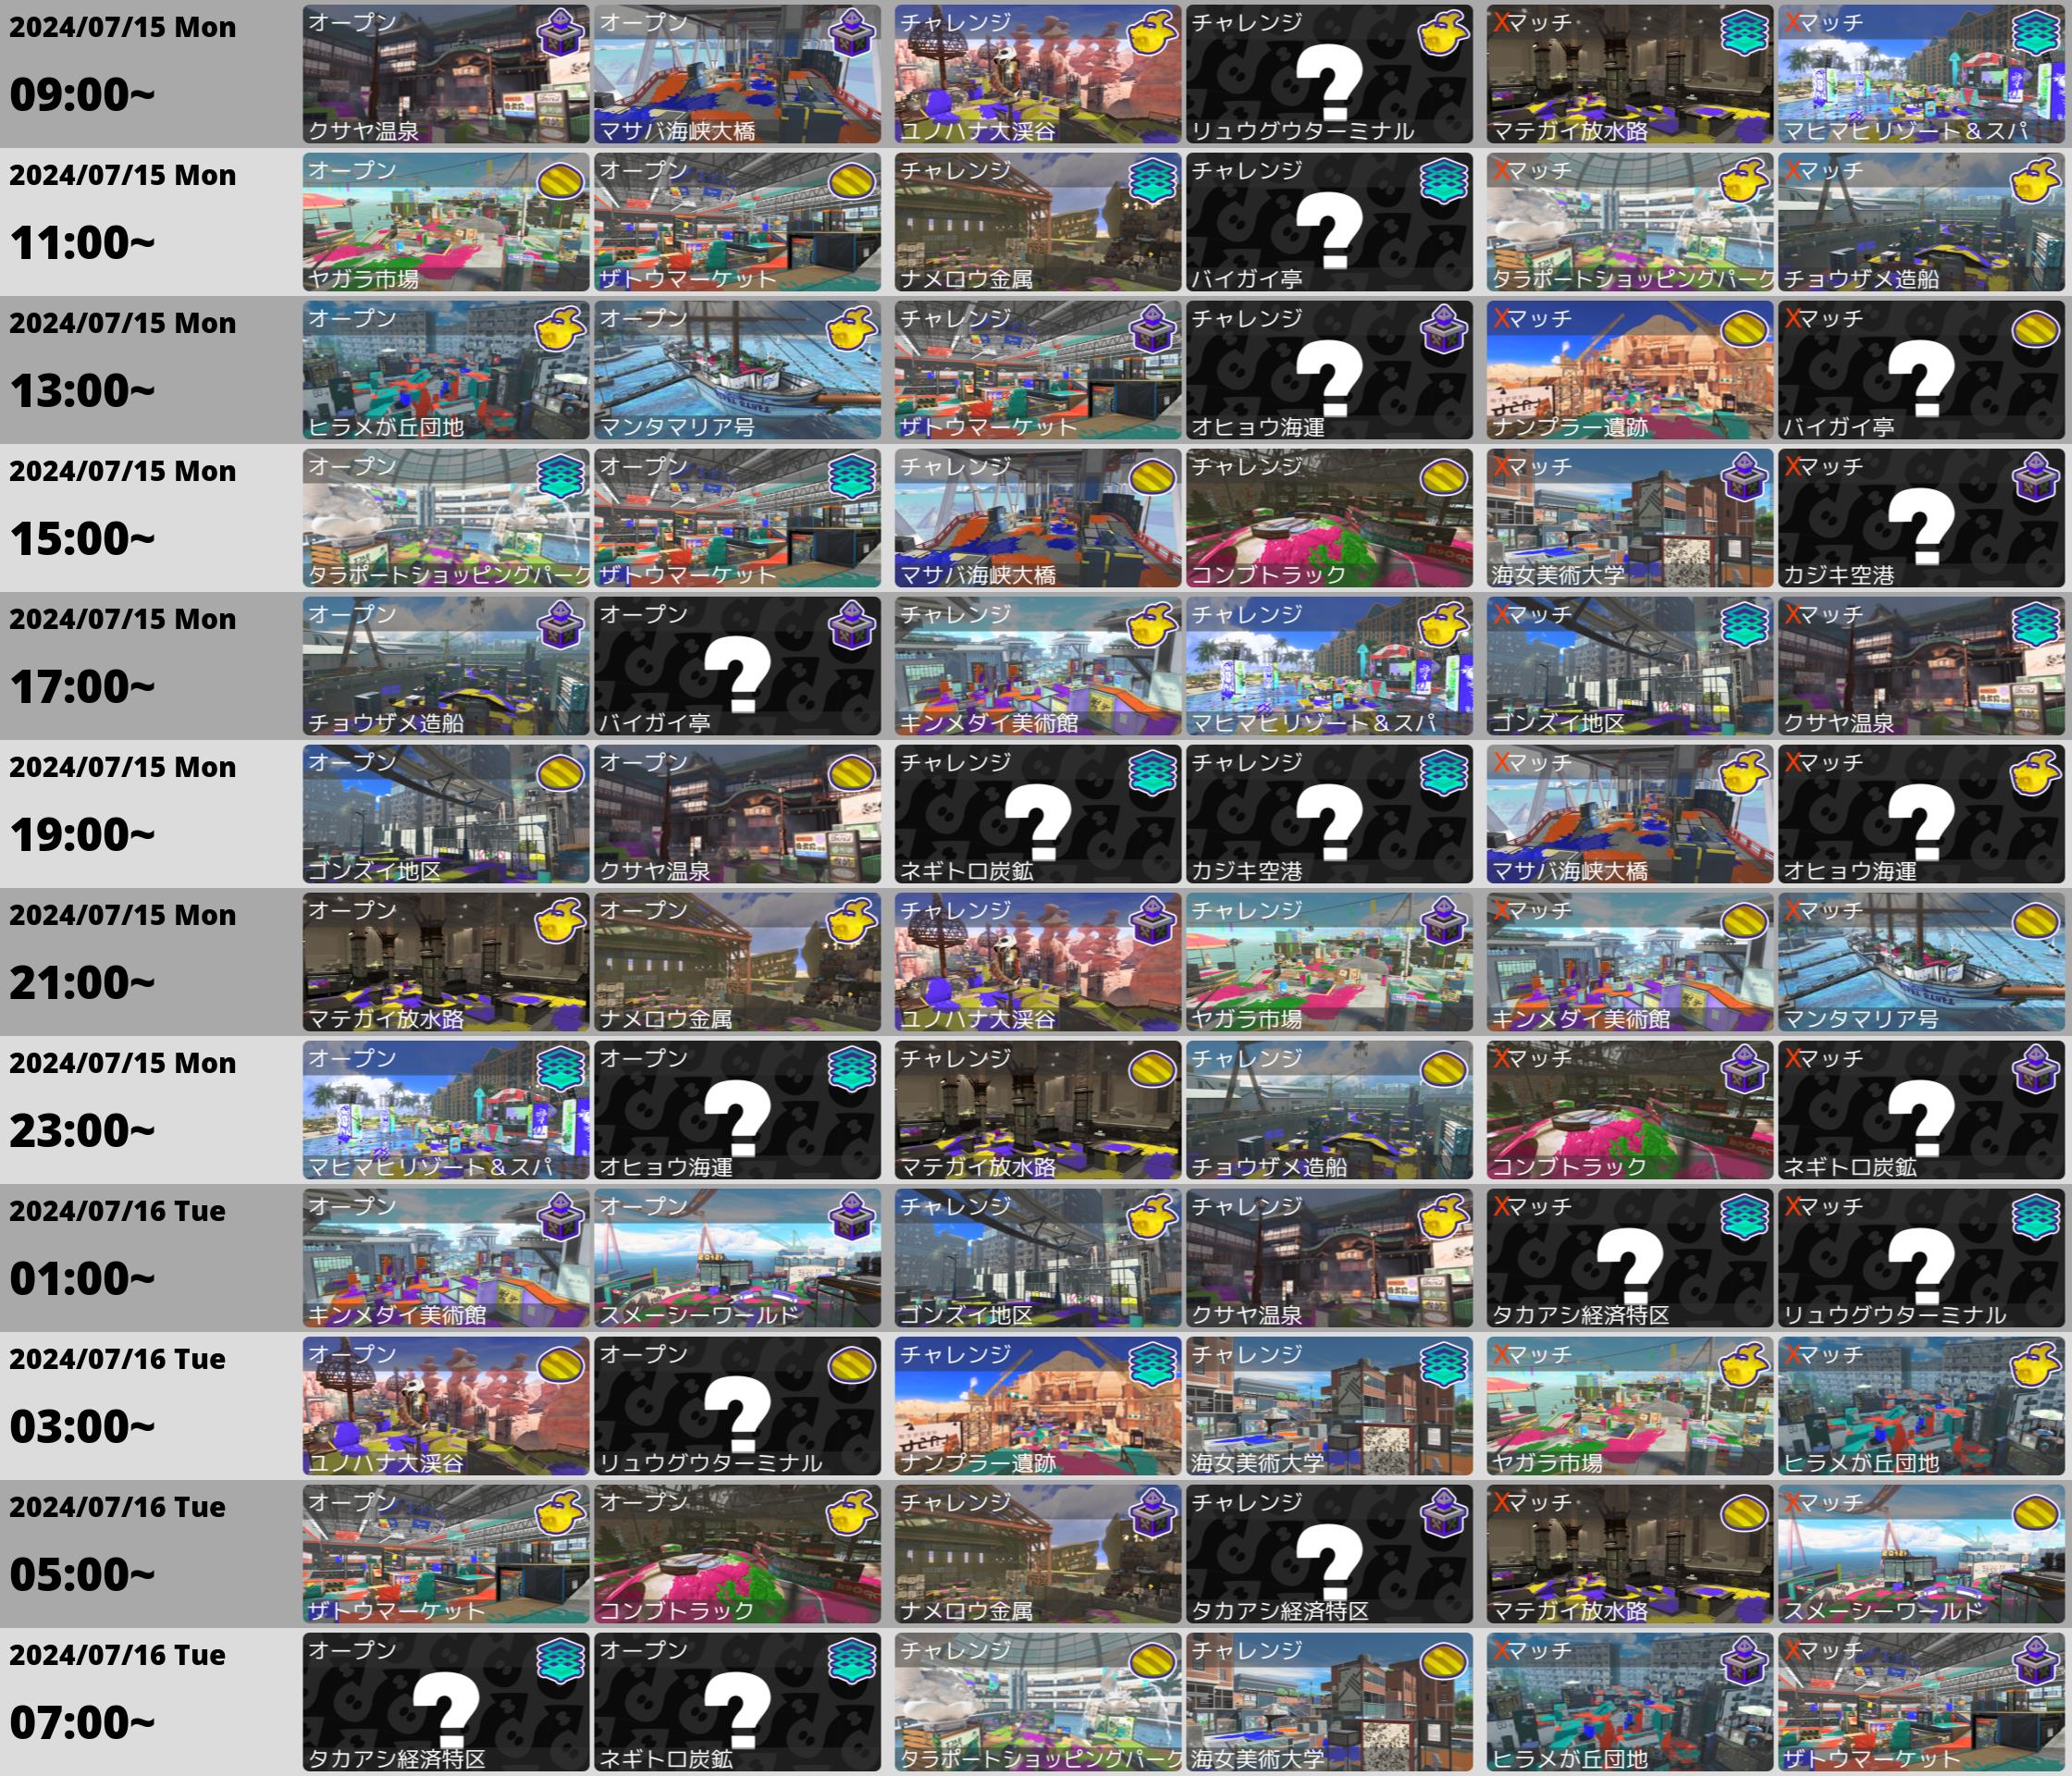 2024/07/15 Mon
09:00~
オープン
クサヤ温泉
オープン
マサバ海峡大橋
チャレンジ
ユノハナ大渓谷
チャレンジ
リュウグウターミナル
Xマッチ
マテガイ放水路
Xマッチ
マヒマヒリゾート&スパ
2024/07/15 Mon
11:00~
オープン
ヤガラ市場
オープン
ザトウマーケット
チャレンジ
ナメロウ金属
チャレンジ
バイガイ亭
Xマッチ
タラポートショッピングパーク
Xマッチ
チョウザメ造船
2024/07/15 Mon
13:00~
オープン
ヒラメが丘団地
オープン
マンタマリア号
チャレンジ
ザトウマーケット
チャレンジ
オヒョウ海運
Xマッチ
ナンプラー遺跡
Xマッチ
バイガイ亭
2024/07/15 Mon
15:00~
オープン
タラポートショッピングパーク
オープン
ザトウマーケット
チャレンジ
マサバ海峡大橋
チャレンジ
コンブトラック
Xマッチ
海女美術大学
Xマッチ
カジキ空港
2024/07/15 Mon
17:00~
オープン
チョウザメ造船
オープン
バイガイ亭
チャレンジ
キンメダイ美術館
チャレンジ
マヒマヒリゾート&スパ
Xマッチ
ゴンズイ地区
Xマッチ
クサヤ温泉
2024/07/15 Mon
19:00~
オープン
ゴンズイ地区
オープン
クサヤ温泉
チャレンジ
ネギトロ炭鉱
チャレンジ
カジキ空港
Xマッチ
マサバ海峡大橋
Xマッチ
オヒョウ海運
2024/07/15 Mon
21:00~
オープン
マテガイ放水路
オープン
ナメロウ金属
チャレンジ
ユノハナ大渓谷
チャレンジ
ヤガラ市場
Xマッチ
キンメダイ美術館
Xマッチ
マンタマリア号
2024/07/15 Mon
23:00~
オープン
マヒマヒリゾート&スパ
オープン
オヒョウ海運
チャレンジ
マテガイ放水路
チャレンジ
チョウザメ造船
Xマッチ
コンブトラック
Xマッチ
ネギトロ炭鉱
2024/07/16 Tue
01:00~
オープン
キンメダイ美術館
オープン
スメーシーワールド
チャレンジ
ゴンズイ地区
チャレンジ
クサヤ温泉
Xマッチ
タカアシ経済特区
Xマッチ
リュウグウターミナル
2024/07/16 Tue
03:00~
オープン
ユノハナ大渓谷
オープン
リュウグウターミナル
チャレンジ
ナンプラー遺跡
チャレンジ
海女美術大学
Xマッチ
ヤガラ市場
Xマッチ
ヒラメが丘団地
2024/07/16 Tue
05:00~
オープン
ザトウマーケット
オープン
コンブトラック
チャレンジ
ナメロウ金属
チャレンジ
タカアシ経済特区
Xマッチ
マテガイ放水路
Xマッチ
スメーシーワールド
2024/07/16 Tue
07:00~
オープン
タカアシ経済特区
オープン
ネギトロ炭鉱
チャレンジ
タラポートショッピングパーク
チャレンジ
海女美術大学
Xマッチ
ヒラメが丘団地
Xマッチ
ザトウマーケット